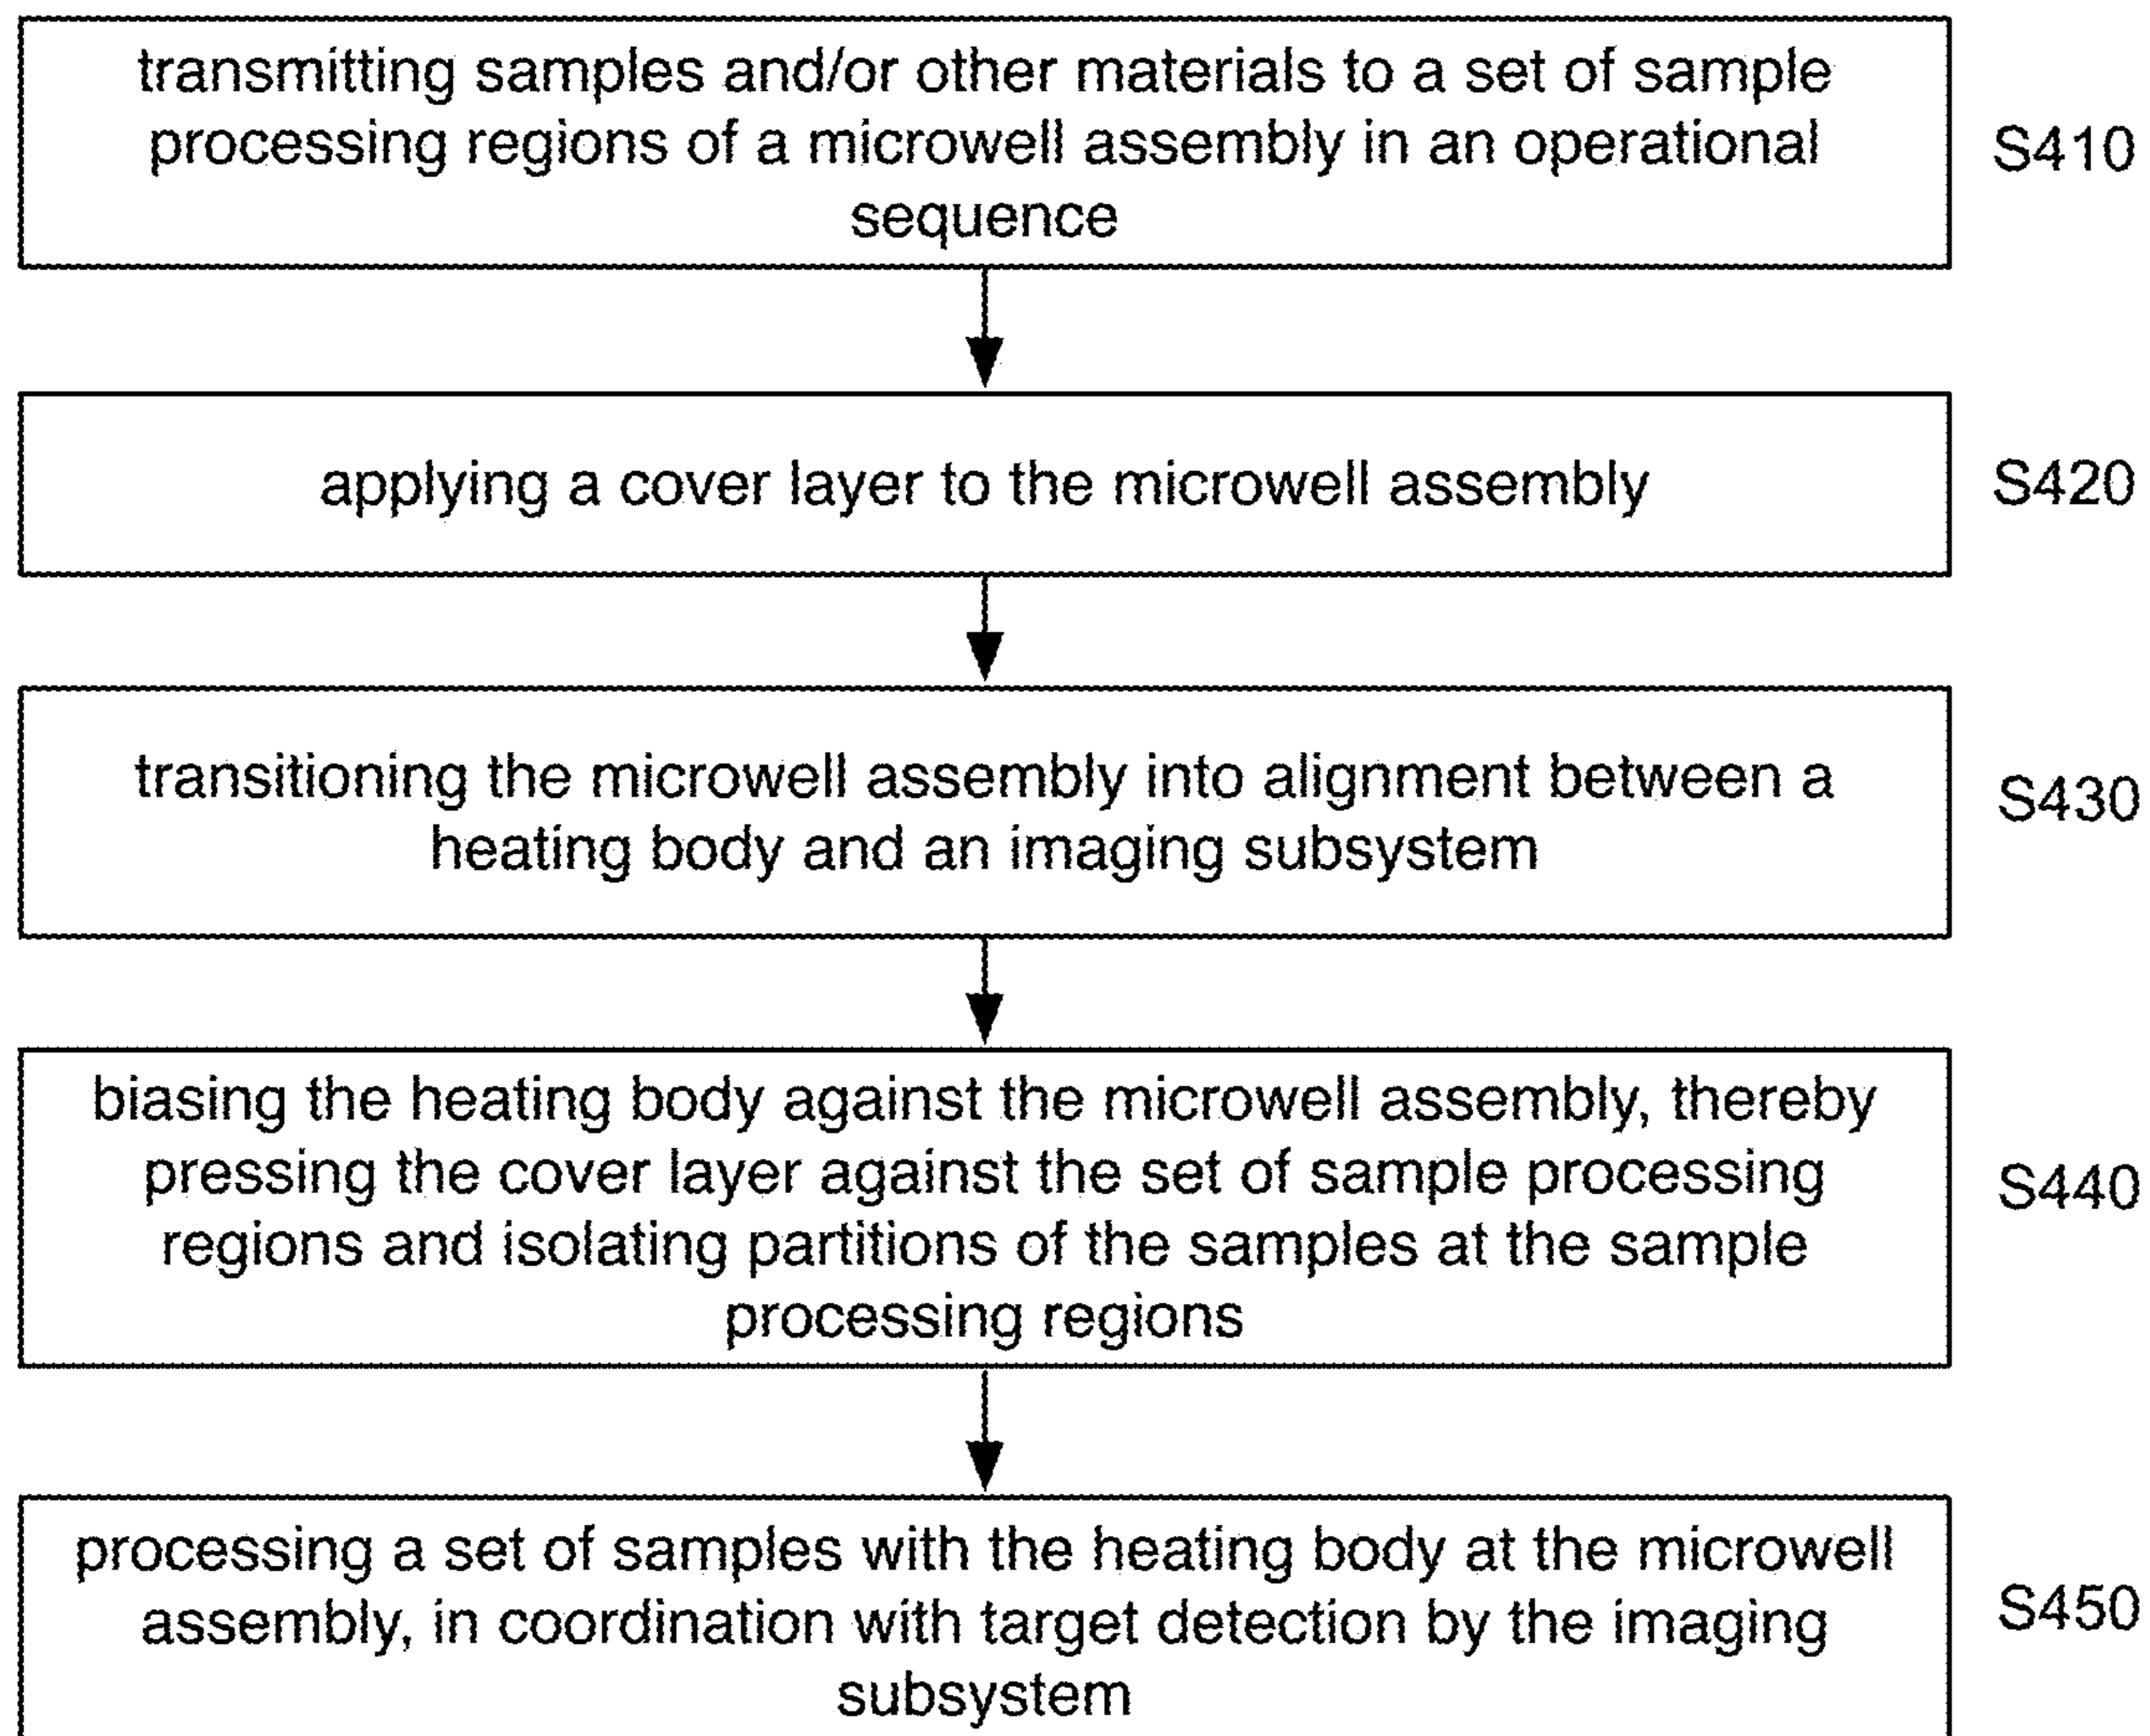 transmitting samples and/or other materials to a set of sample
processing regions of a microwell assembly in an operational
sequence
S410
applying a cover layer to the microwell assembly
S420
transitioning the microwell assembly into alignment between a
heating body and an imaging subsystem
S430
biasing the heating body against the microwell assembly, thereby
pressing the cover layer against the set of sample processing
regions and isolating partitions of the samples at the sample
processing regions
S440
processing a set of samples with the heating body at the microwell
assembly, in coordination with target detection by the imaging
subsystem
S450